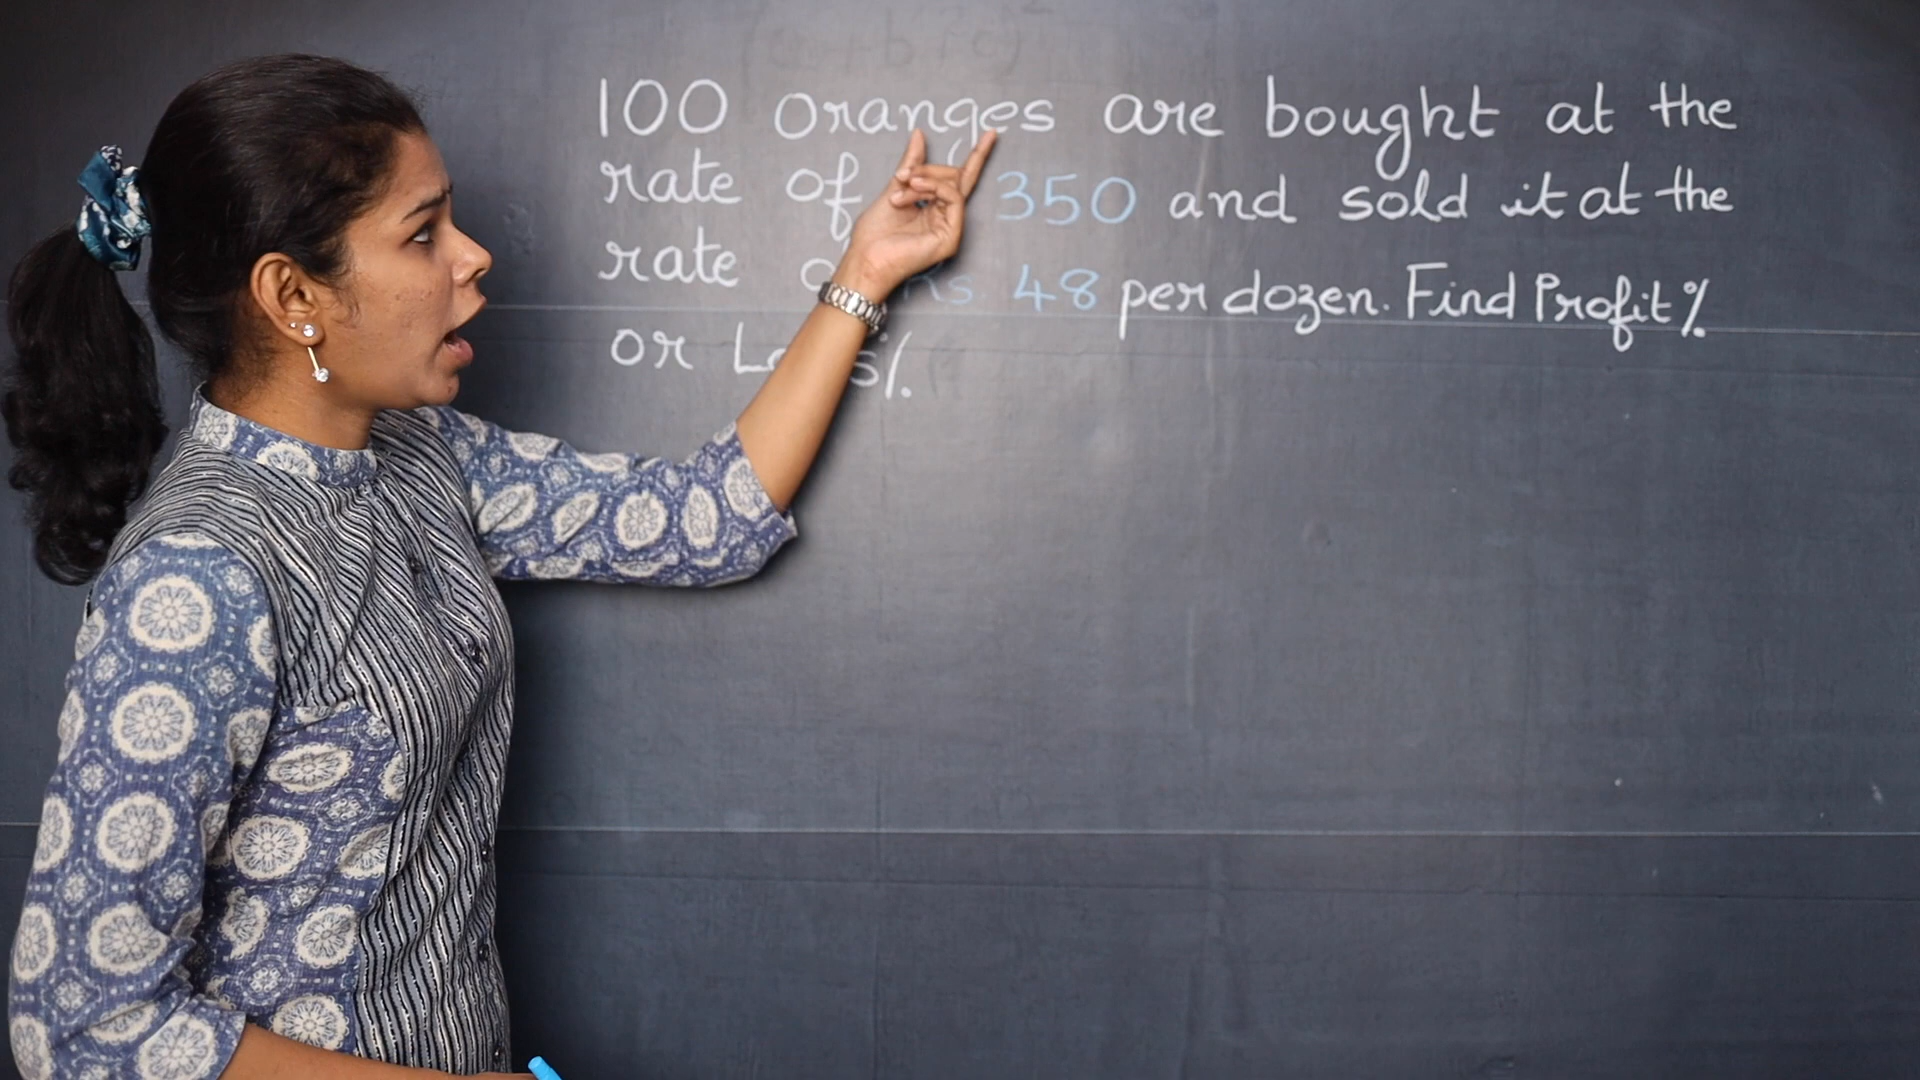 100 oranges are bought at the
rate of 350 and sold it at the
rate 48 per dozen. Find Profit %
or